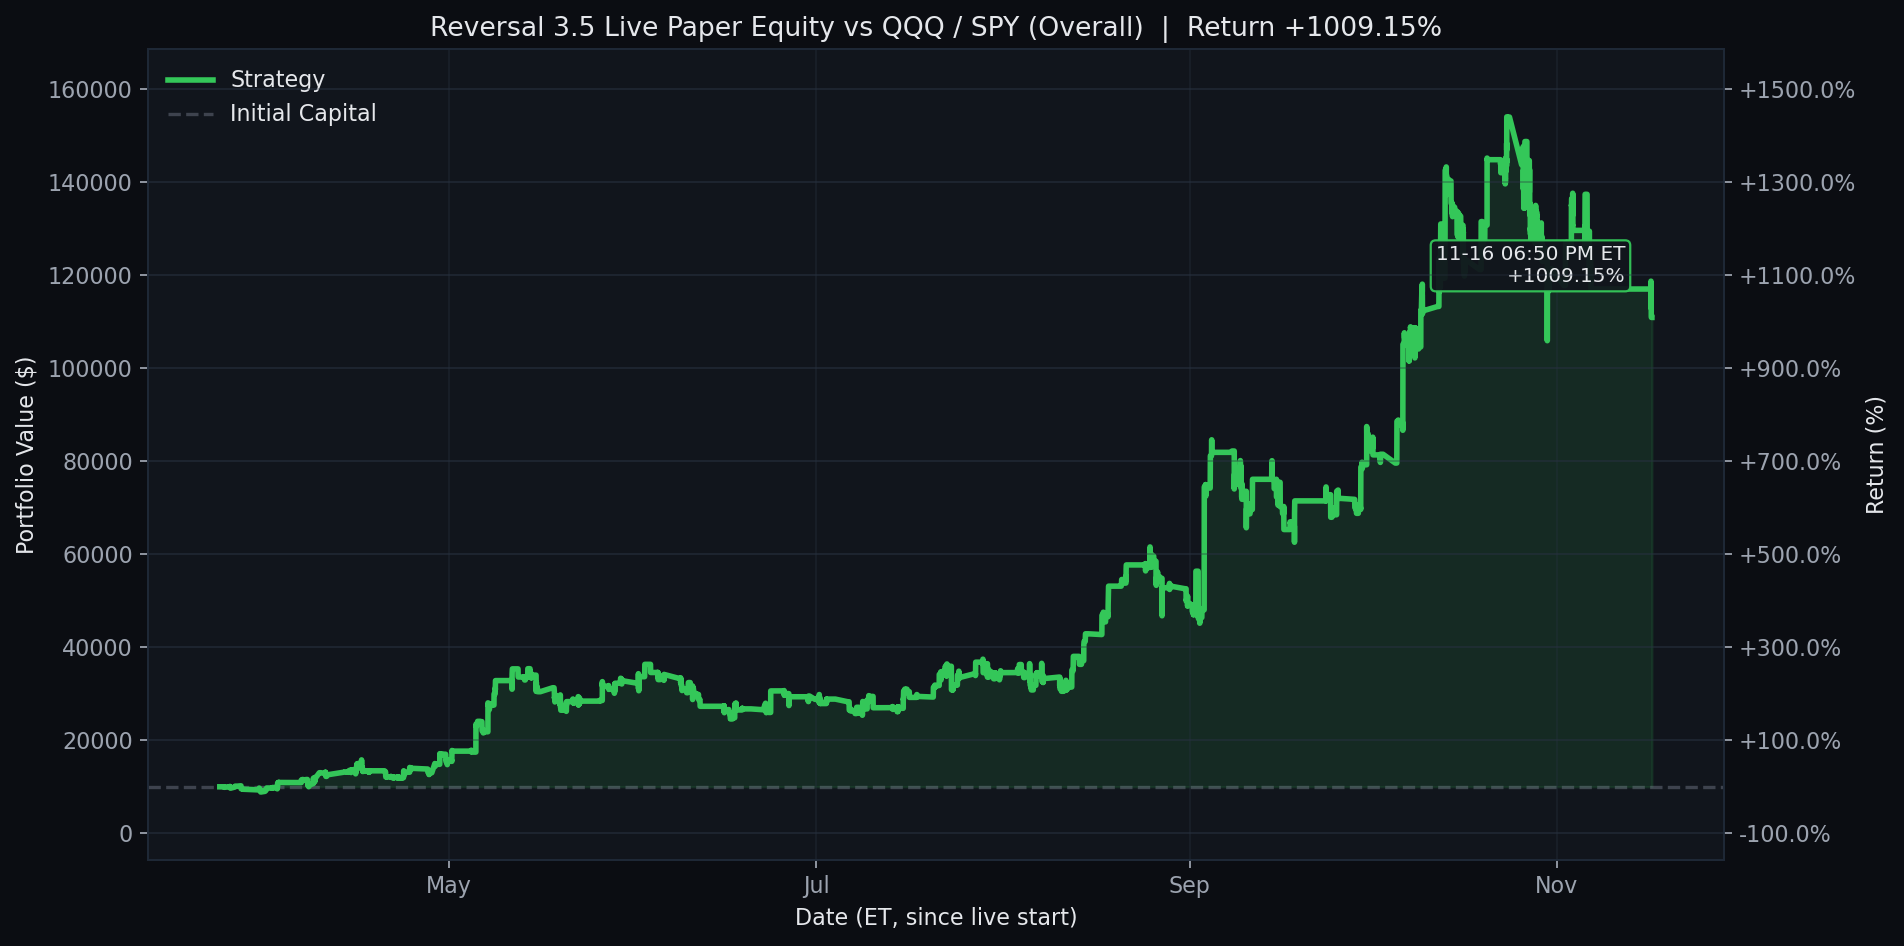 Reversal 3.5 Live Paper Equity vs QQQ / SPY (Overall)  |  Return +1009.15%
Strategy
Initial Capital
160000
140000
120000
100000
80000
60000
40000
20000
0
Portfolio Value ($)
+1500.0%
+1300.0%
+1100.0%
+900.0%
+700.0%
+500.0%
+300.0%
+100.0%
-100.0%
Return (%)
11-16 06:50 PM ET
+1009.15%
May
Jul
Sep
Nov
Date (ET, since live start)